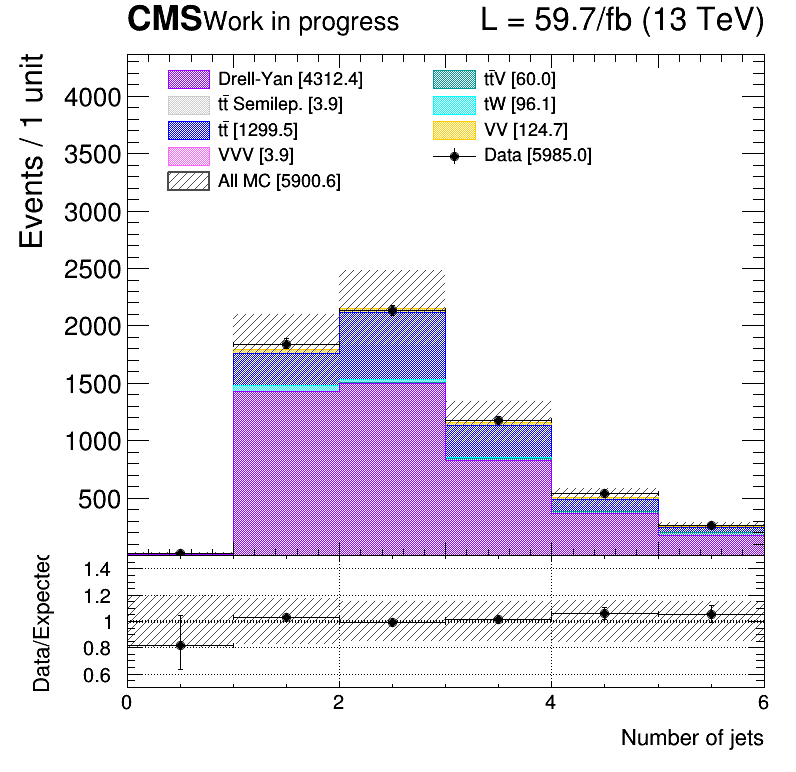 CMS Work in progress L = 59.7/fb (13 TeV)
Events / 1 unit
4000
3500
3000
2500
2000
1500
1000
500
Drell-Yan [4312.4]
tt̄ Semilep. [3.9]
tt̄ [1299.5]
VVV [3.9]
All MC [5900.6]
tt̄V [60.0]
tW [96.1]
VV [124.7]
Data [5985.0]
Data/Expected
1.4
1.2
1
0.8
0.6
0 2 4 6
Number of jets